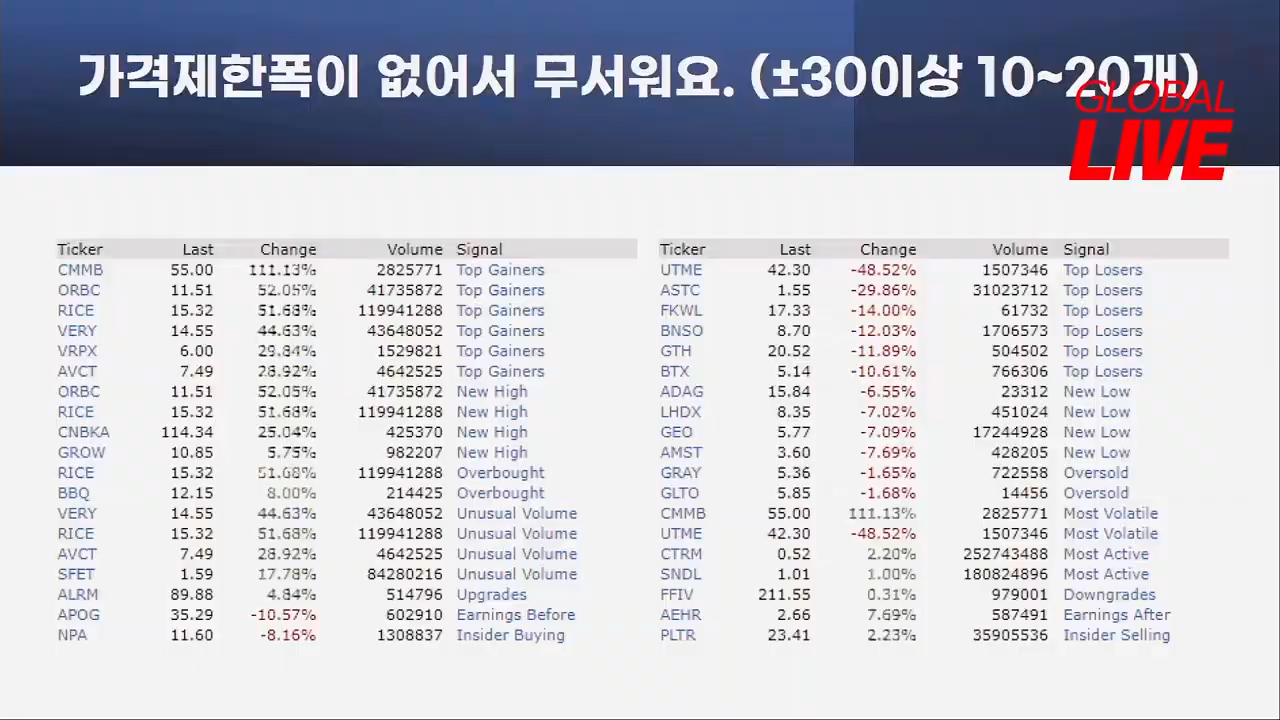 가격제한폭이 없어서 무서워요. (±30이상 10~20개)
GLOBAL
LIVE
Ticker Last Change Volume Signal
CMMB 55.00 111.13% 2825771 Top Gainers
ORBC 11.51 52.05% 41735872 Top Gainers
RICE 15.32 51.68% 119941288 Top Gainers
VERY 14.55 44.63% 43648052 Top Gainers
VRPX 6.00 29.84% 1529821 Top Gainers
AVCT 7.49 28.92% 4642525 Top Gainers
ORBC 11.51 52.05% 41735872 New High
RICE 15.32 51.68% 119941288 New High
CNBKA 114.34 25.04% 425370 New High
GROW 10.85 5.75% 982207 New High
RICE 15.32 51.68% 119941288 Overbought
BBQ 12.15 8.00% 214425 Overbought
VERY 14.55 44.63% 43648052 Unusual Volume
RICE 15.32 51.68% 119941288 Unusual Volume
AVCT 7.49 28.92% 4642525 Unusual Volume
SFET 1.59 17.78% 84280216 Unusual Volume
ALRM 89.88 4.84% 514796 Upgrades
APOG 35.29 -10.57% 602910 Earnings Before
NPA 11.60 -8.16% 1308837 Insider Buying
Ticker Last Change Volume Signal
UTME 42.30 -48.52% 1507346 Top Losers
ASTC 1.55 -29.86% 31023712 Top Losers
FKWL 17.33 -14.00% 61732 Top Losers
BNSO 8.70 -12.03% 1706573 Top Losers
GTH 20.52 -11.89% 504502 Top Losers
BTX 5.14 -10.61% 766306 Top Losers
ADAG 15.84 -6.55% 23312 New Low
LHDX 8.35 -7.02% 451024 New Low
GEO 5.77 -7.09% 17244928 New Low
AMST 3.60 -7.69% 428205 New Low
GRAY 5.36 -1.65% 722558 Oversold
GLTO 5.85 -1.68% 14456 Oversold
CMMB 55.00 111.13% 2825771 Most Volatile
UTME 42.30 -48.52% 1507346 Most Volatile
CTRM 0.52 2.20% 252743488 Most Active
SNDL 1.01 1.00% 180824896 Most Active
FFIV 211.55 0.31% 979001 Downgrades
AEHR 2.66 7.69% 587491 Earnings After
PLTR 23.41 2.23% 35905536 Insider Selling